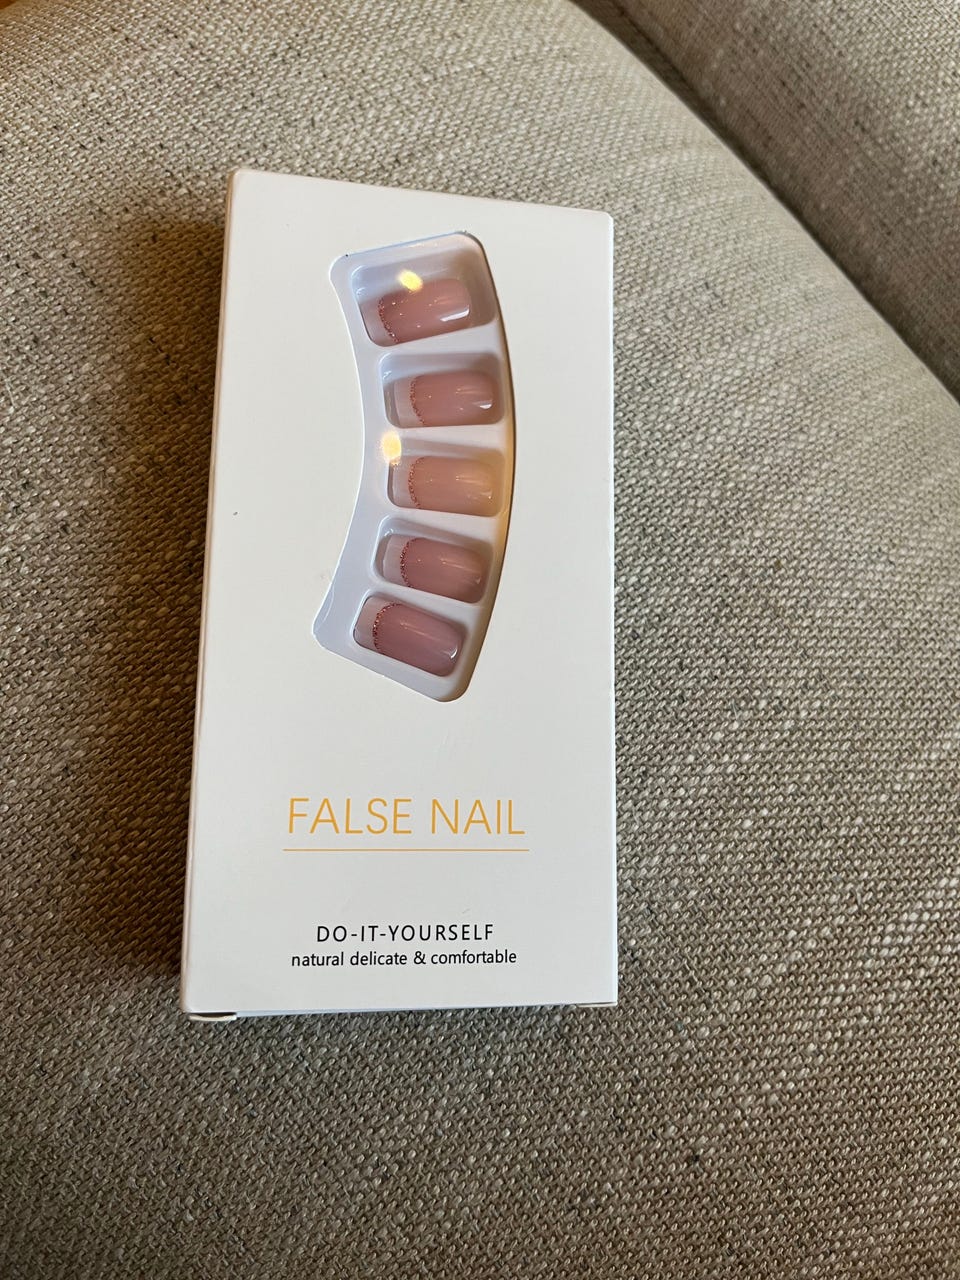 FALSE NAIL
DO-IT-YOURSELF
natural delicate & comfortable